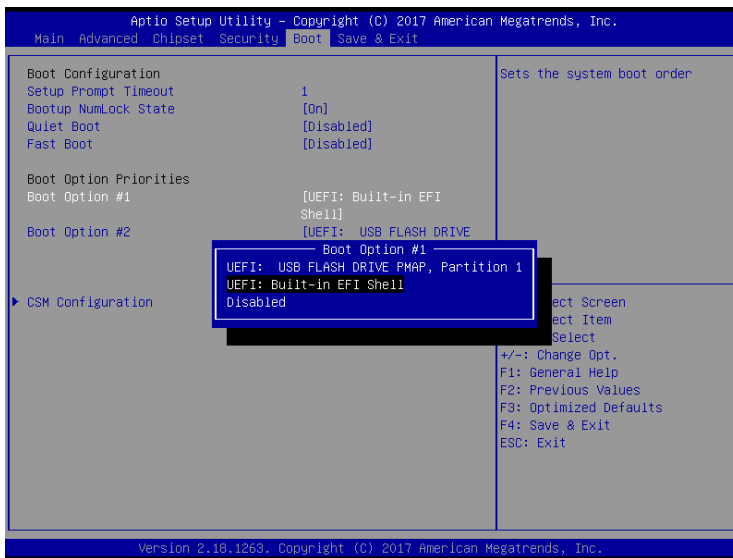 Aptio Setup Utility – Copyright (C) 2017 American Megatrends, Inc.
Main Advanced Chipset Security Boot Save & Exit
Boot Configuration
Setup Prompt Timeout 1
Bootup NumLock State [On]
Quiet Boot [Disabled]
Fast Boot [Disabled]
Boot Option Priorities
Boot Option #1 [UEFI: Built-in EFI
Shell]
Boot Option #2 [UEFI: USB FLASH DRIVE
CSM Configuration
Boot Option #1
UEFI: USB FLASH DRIVE PMAP, Partition 1
UEFI: Built-in EFI Shell
Disabled
Sets the system boot order
ect Screen
ect Item
Select
+/-: Change Opt.
F1: General Help
F2: Previous Values
F3: Optimized Defaults
F4: Save & Exit
ESC: Exit
Version 2.18.1263. Copyright (C) 2017 American Megatrends, Inc.